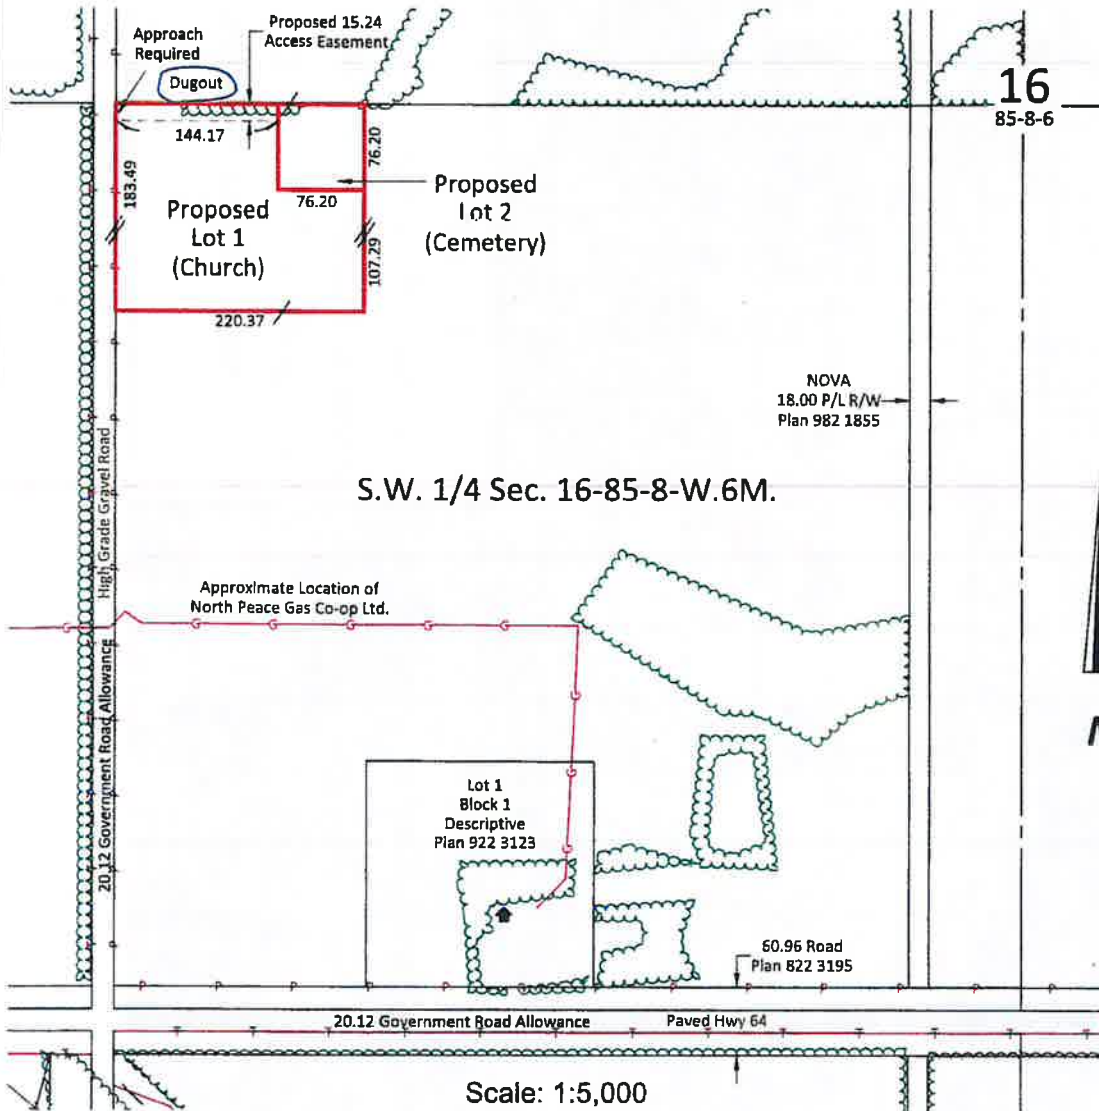 Proposed 15.24
Access Easement
Approach
Required
Dugout
16
85-8-6
144.17
76.20
183.49
76.20
Proposed
Lot 2
(Cemetery)
Proposed
Lot 1
(Church)
107.29
220.37
NOVA
18.00 P/L R/W
Plan 982 1855
High Grade Gravel Road
S.W. 1/4 Sec. 16-85-8-W.6M.
Approximate Location of
North Peace Gas Co-op Ltd.
G G G G G G
G
G
G
20.12 Government Road Allowance
Lot 1
Block 1
Descriptive
Plan 922 3123
60.96 Road
Plan 822 3195
20.12 Government Road Allowance Paved Hwy 64
Scale: 1:5,000